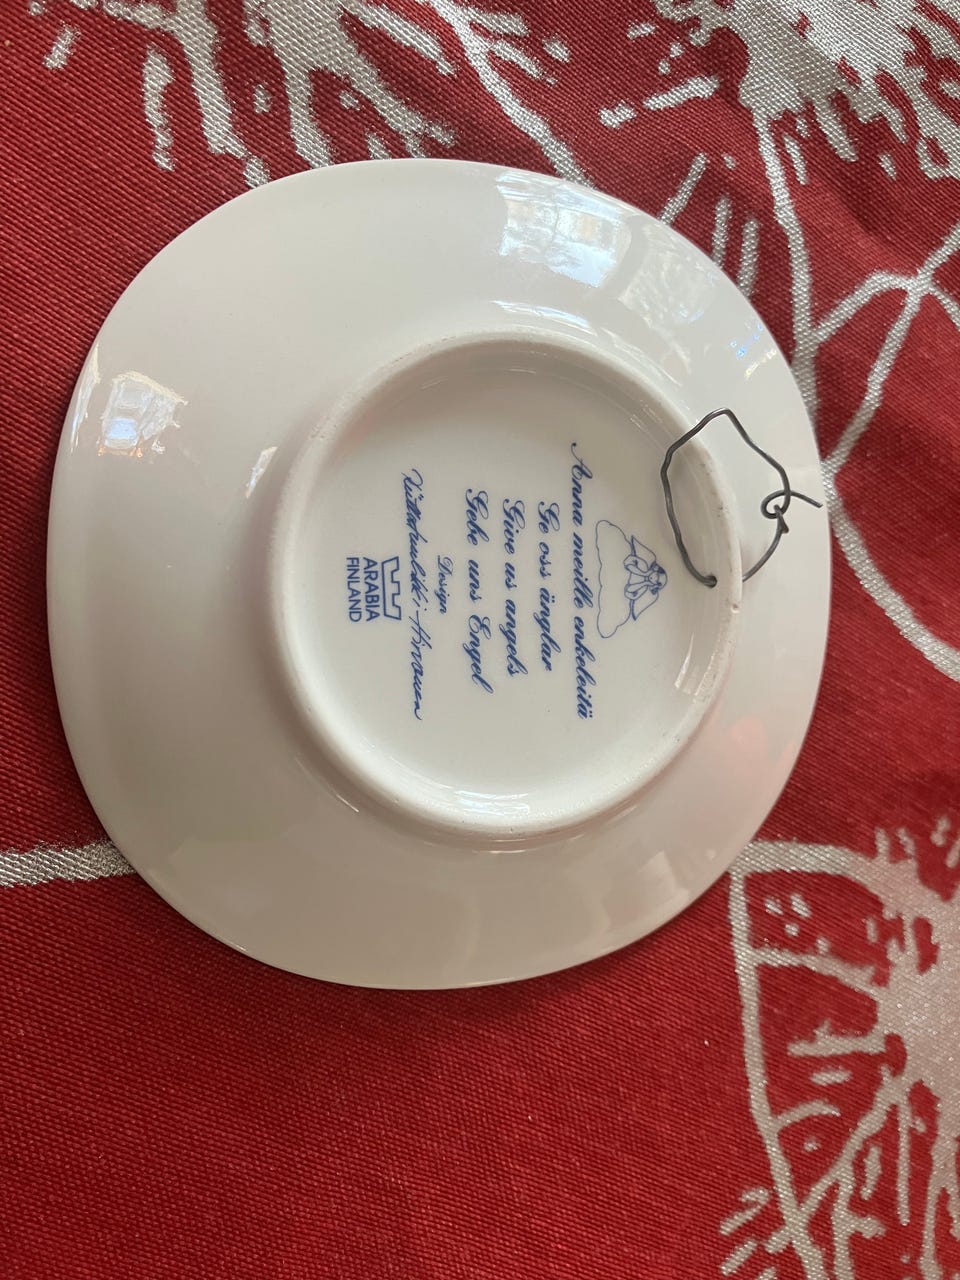 Anna meille enkeleitä
Ge oss änglar
Give us angels
Gebe uns Engel
Design
ARABIA
FINLAND